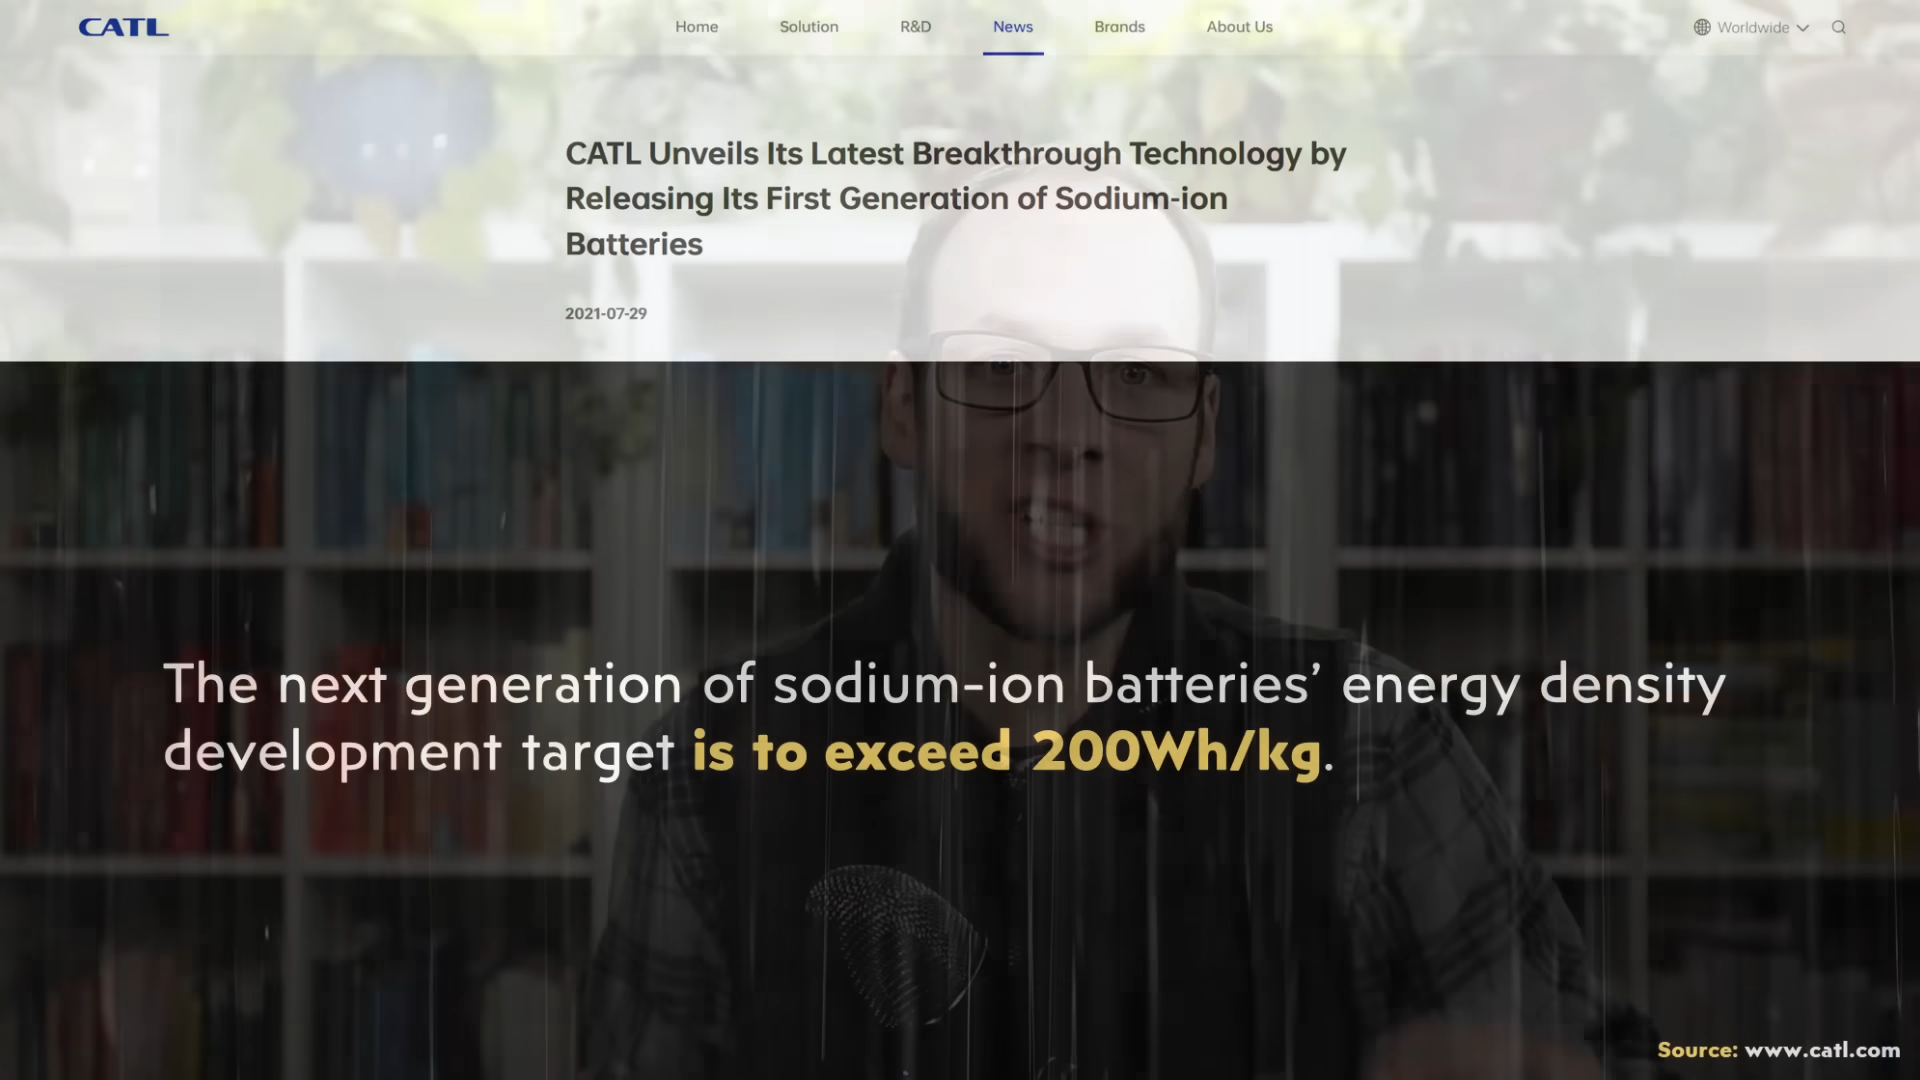 CATL
Home Solution R&D News Brands About Us Worldwide
CATL Unveils Its Latest Breakthrough Technology by
Releasing Its First Generation of Sodium-ion
Batteries
2021-07-29
The next generation of sodium-ion batteries’ energy density
development target is to exceed 200Wh/kg.
Source: www.catl.com